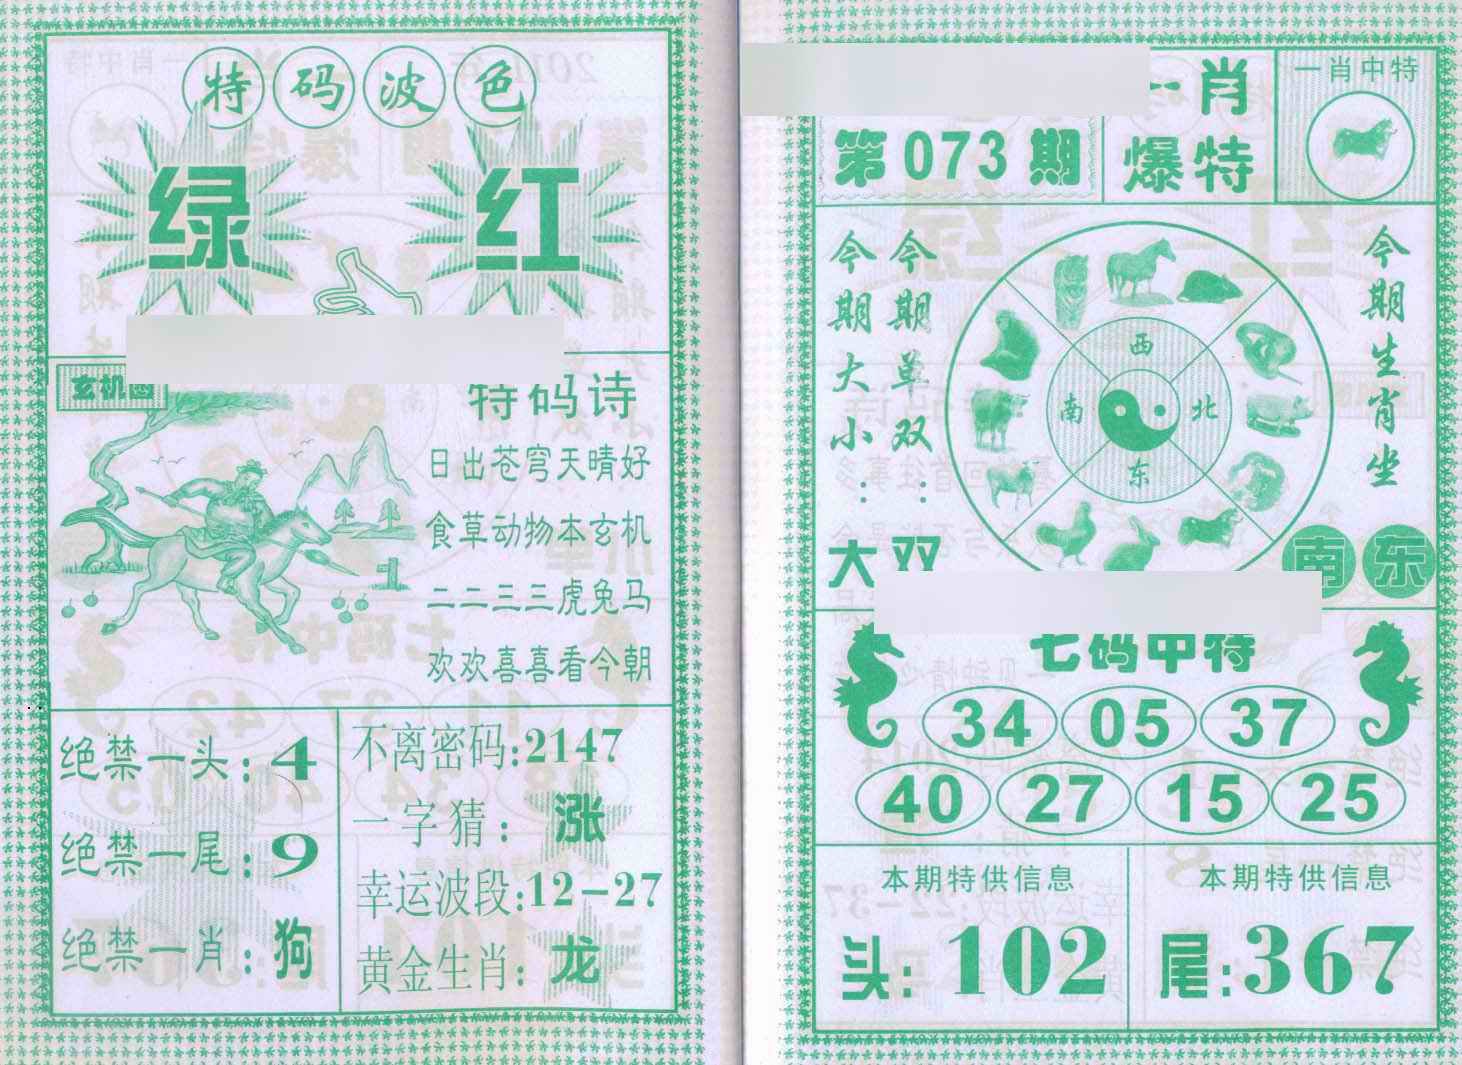 特码波色
绿 红
玄机图
特码诗
日出苍穹天晴好
食草动物本玄机
二二三三虎兔马
欢欢喜喜看今朝
绝禁一头:4
绝禁一尾:9
绝禁一肖:狗
不离密码:2147
一字猜:涨
幸运波段:12-27
黄金生肖:龙
第073期
一肖
爆特
一肖中特
今期大小:大
今期单双:双
西
南 北
东
今期生肖坐
南 东
七码中特
34 05 37
40 27 15 25
本期特供信息
头:102
本期特供信息
尾:367